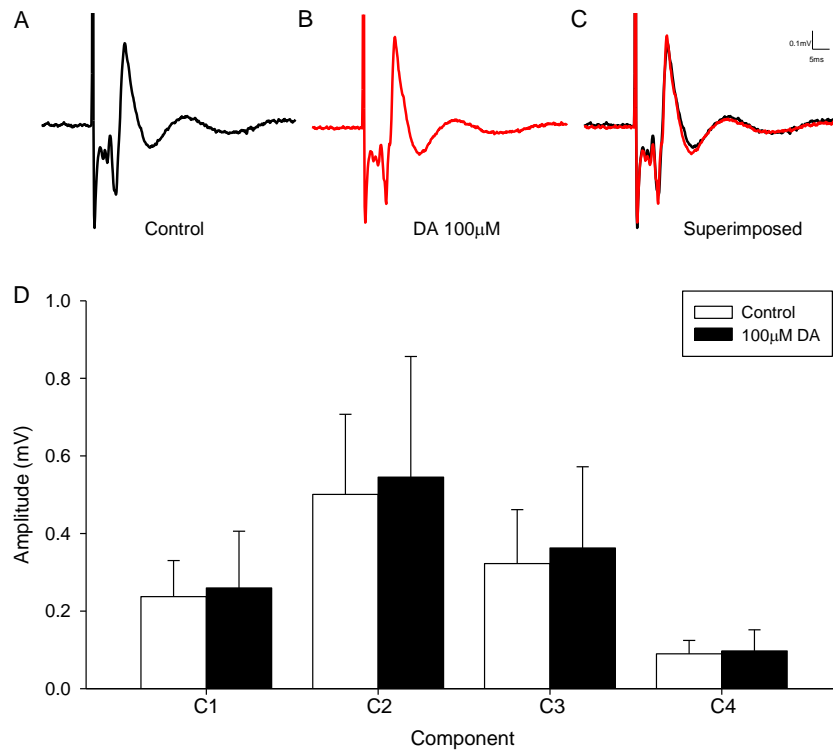 A
B
C
0.1mV
5ms
Control
DA 100μM
Superimposed
D
1.0
0.8
0.6
0.4
0.2
0.0
Amplitude (mV)
Control
100μM DA
C1
C2
C3
C4
Component